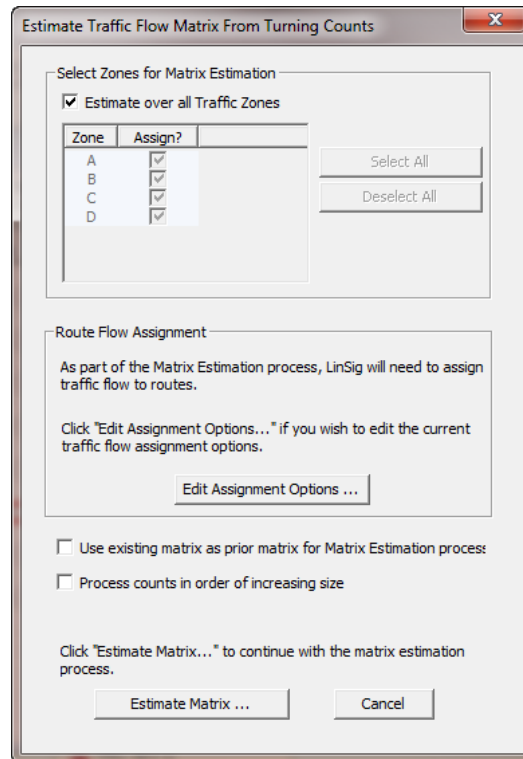 Estimate Traffic Flow Matrix From Turning Counts
Select Zones for Matrix Estimation
Estimate over all Traffic Zones
Zone Assign?
A
B
C
D
Select All
Deselect All
Route Flow Assignment
As part of the Matrix Estimation process, LinSig will need to assign
traffic flow to routes.
Click "Edit Assignment Options..." if you wish to edit the current
traffic flow assignment options.
Edit Assignment Options ...
Use existing matrix as prior matrix for Matrix Estimation process
Process counts in order of increasing size
Click "Estimate Matrix..." to continue with the matrix estimation
process.
Estimate Matrix ...
Cancel